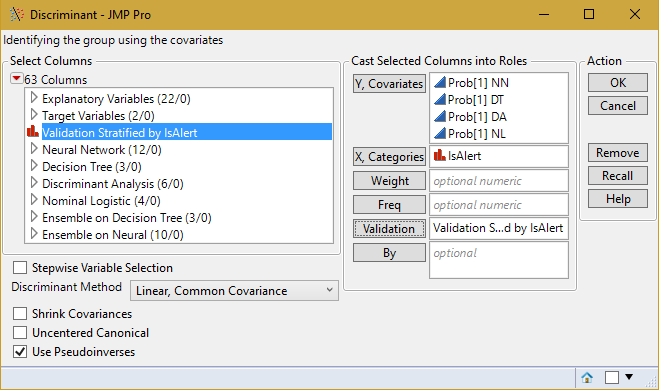 Discriminant - JMP Pro
Identifying the group using the covariates
Select Columns
63 Columns
Explanatory Variables (22/0)
Target Variables (2/0)
Validation Stratified by IsAlert
Neural Network (12/0)
Decision Tree (3/0)
Discriminant Analysis (6/0)
Nominal Logistic (4/0)
Ensemble on Decision Tree (3/0)
Ensemble on Neural (10/0)
Stepwise Variable Selection
Discriminant Method Linear, Common Covariance
Shrink Covariances
Uncentered Canonical
Use Pseudoinverses
Cast Selected Columns into Roles
Y, Covariates
Prob[1] NN
Prob[1] DT
Prob[1] DA
Prob[1] NL
X, Categories IsAlert
Weight optional numeric
Freq optional numeric
Validation Validation S...d by IsAlert
By optional
Action
OK
Cancel
Remove
Recall
Help